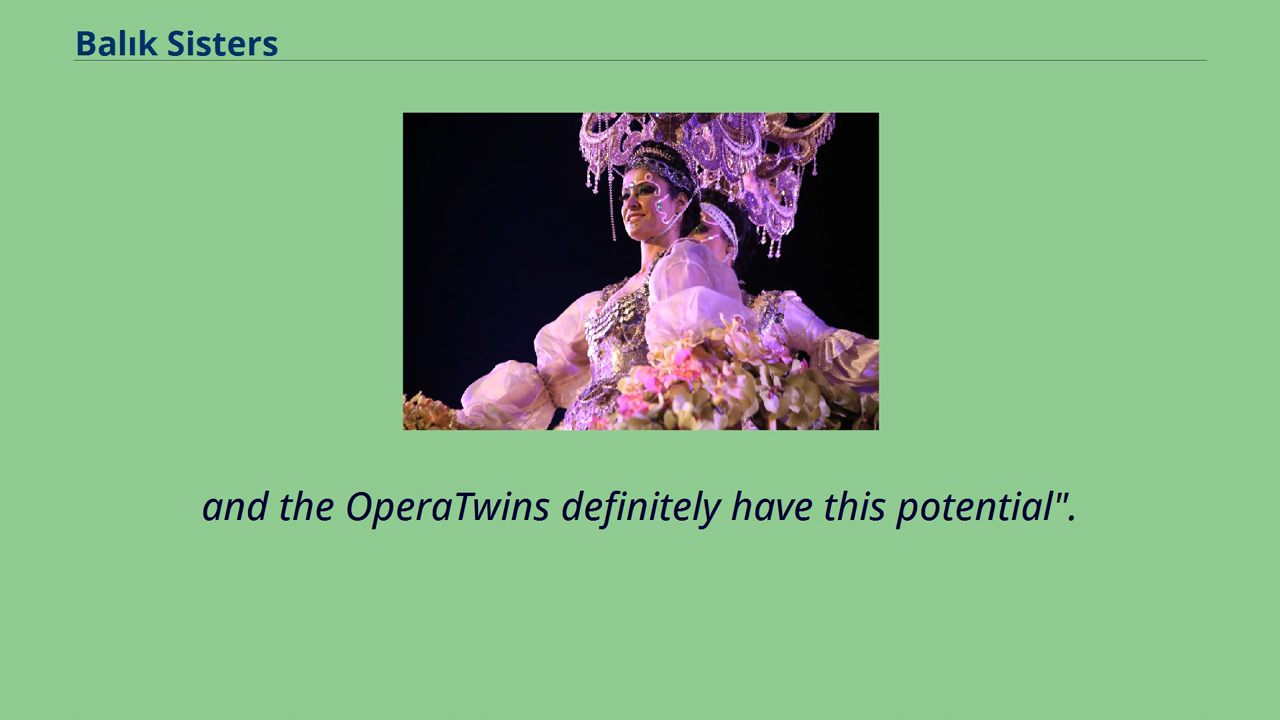 Balık Sisters
and the OperaTwins definitely have this potential".